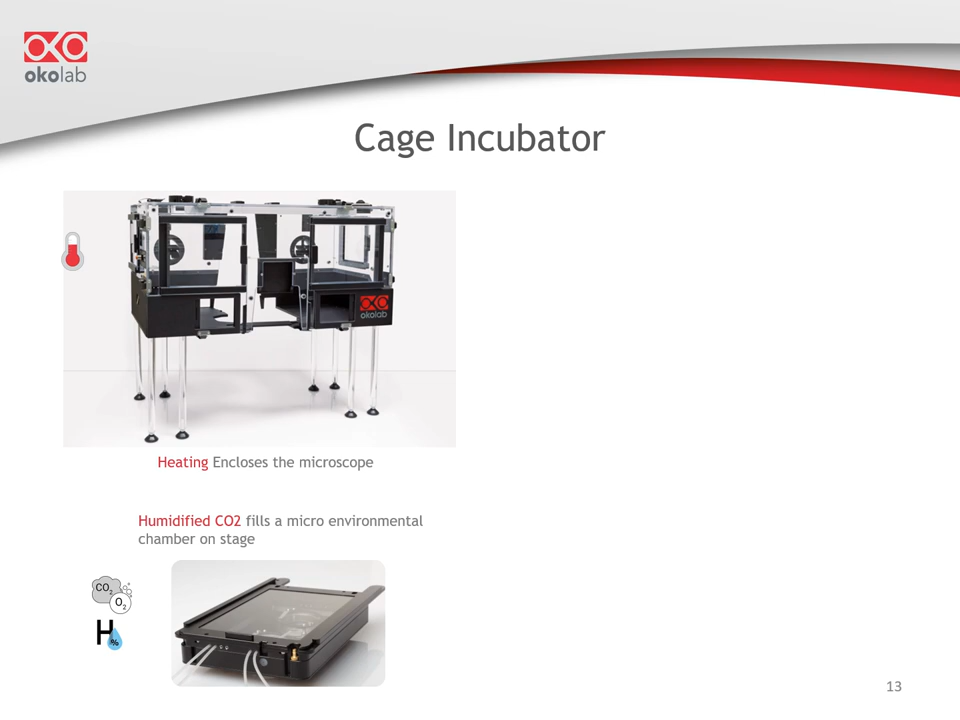 okolab
Cage Incubator
okolab
Heating Encloses the microscope
Humidified CO2 fills a micro environmental
chamber on stage
CO2
O2
H
%
13